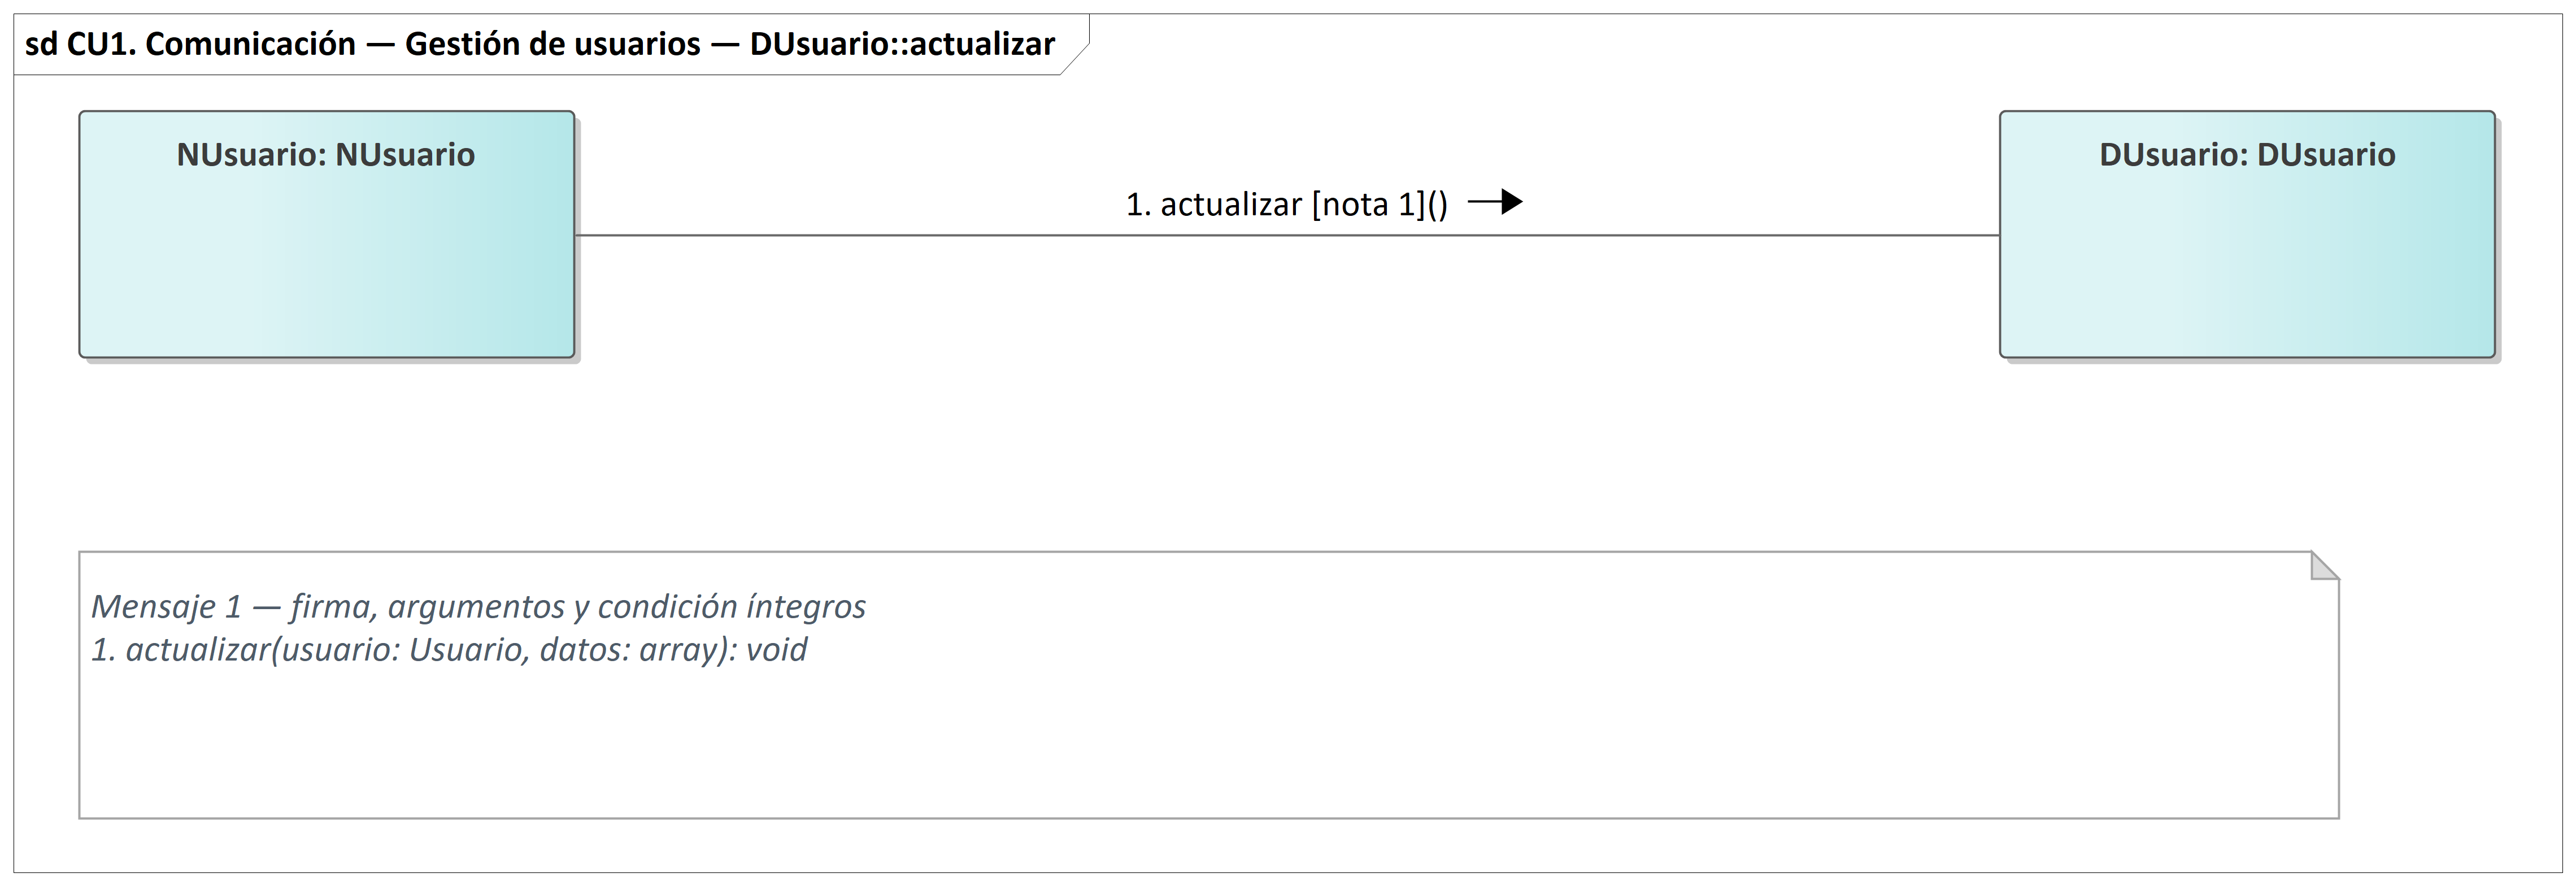 sd CU1. Comunicación — Gestión de usuarios — DUsuario::actualizar
NUsuario: NUsuario
DUsuario: DUsuario
1. actualizar [nota 1]()
Mensaje 1 — firma, argumentos y condición íntegros
1. actualizar(usuario: Usuario, datos: array): void